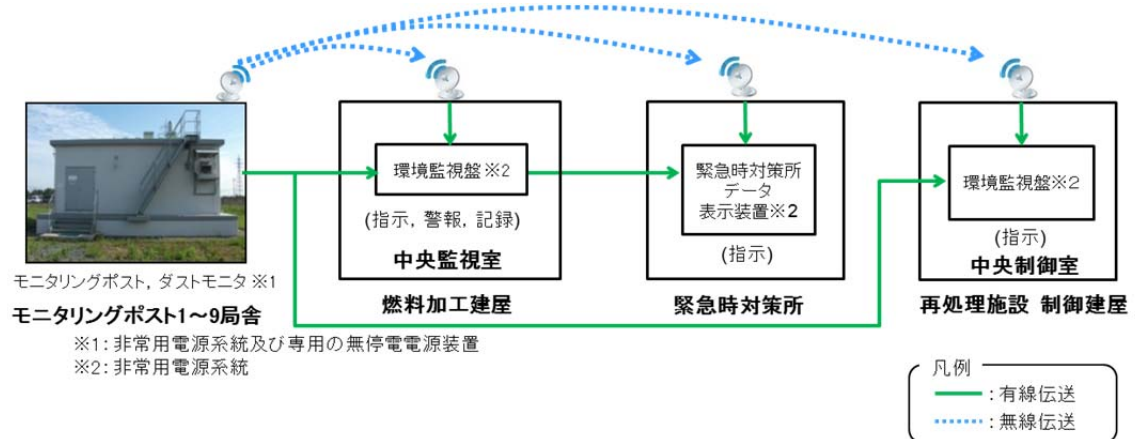 環境監視盤※2
(指示, 警報, 記録)
中央監視室
燃料加工建屋
緊急時対策所
データ
表示装置※2
(指示)
緊急時対策所
環境監視盤※2
(指示)
中央制御室
再処理施設 制御建屋
モニタリングポスト, ダストモニタ ※1
モニタリングポスト1～9局舎
※1: 非常用電源系統及び専用の無停電電源装置
※2: 非常用電源系統
凡例
: 有線伝送
: 無線伝送